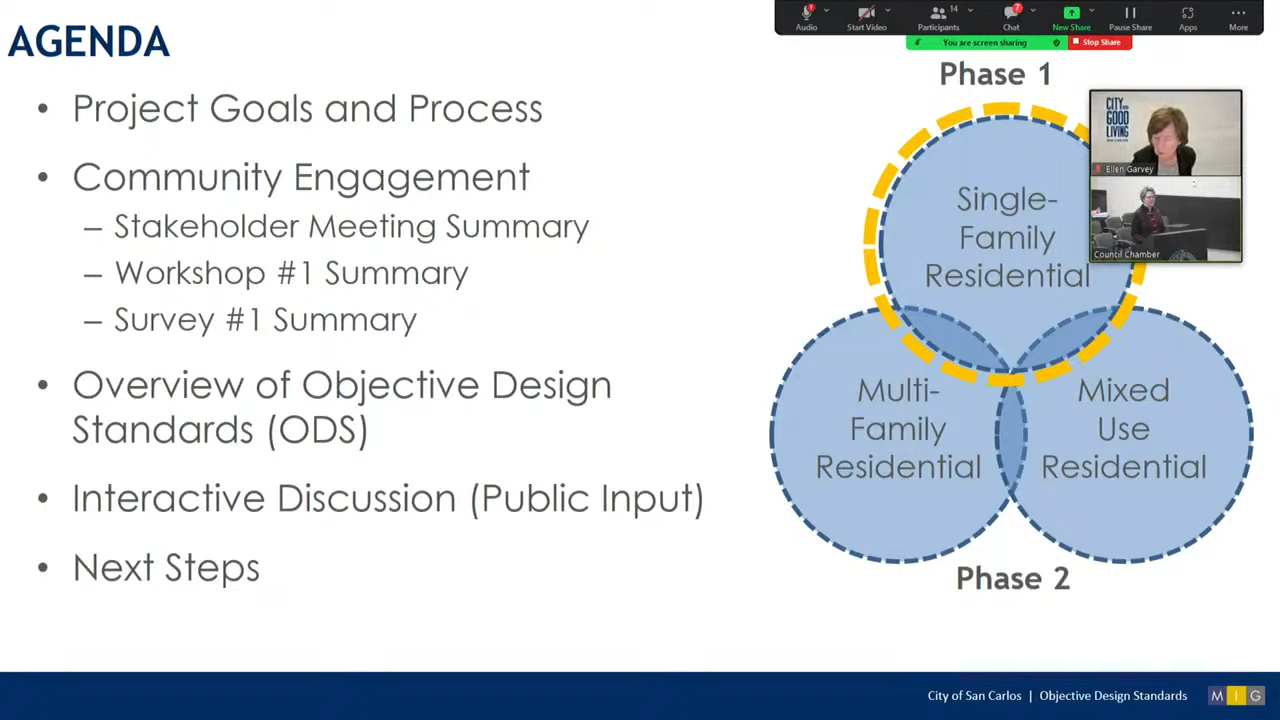 AGENDA
• Project Goals and Process
• Community Engagement
– Stakeholder Meeting Summary
– Workshop #1 Summary
– Survey #1 Summary
• Overview of Objective Design
Standards (ODS)
• Interactive Discussion (Public Input)
• Next Steps
Audio
Start Video
14
Participants
7
Chat
New Share
Pause Share
Apps
More
You are screen sharing
Stop Share
Phase 1
CITY
GOOD
LIVING
Ellen Garvey
Council Chamber
Single-
Family
Residential
Multi-
Family
Residential
Mixed
Use
Residential
Phase 2
City of San Carlos | Objective Design Standards
M I G